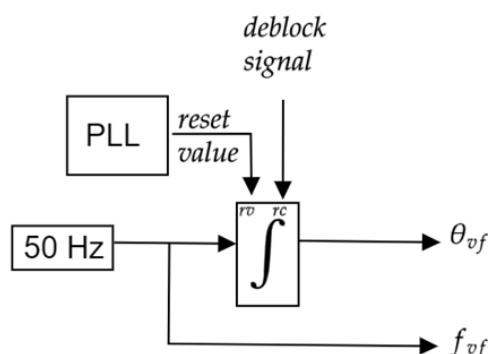 deblock
signal
PLL
reset
value
rv rc
50 Hz
∫
θvf
fvf